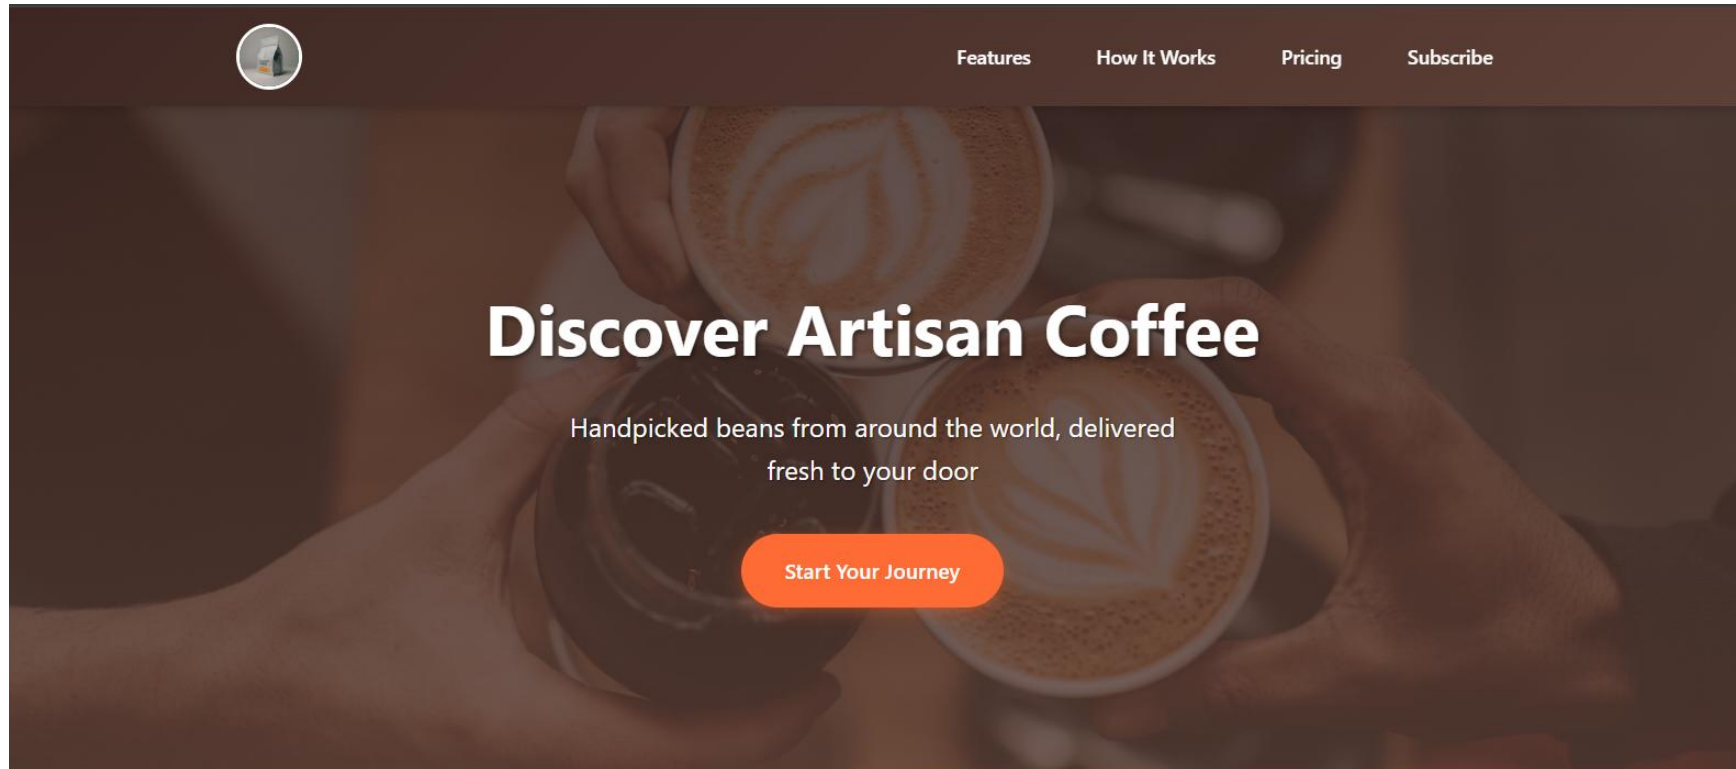 Features
How It Works
Pricing
Subscribe
Discover Artisan Coffee
Handpicked beans from around the world, delivered
fresh to your door
Start Your Journey